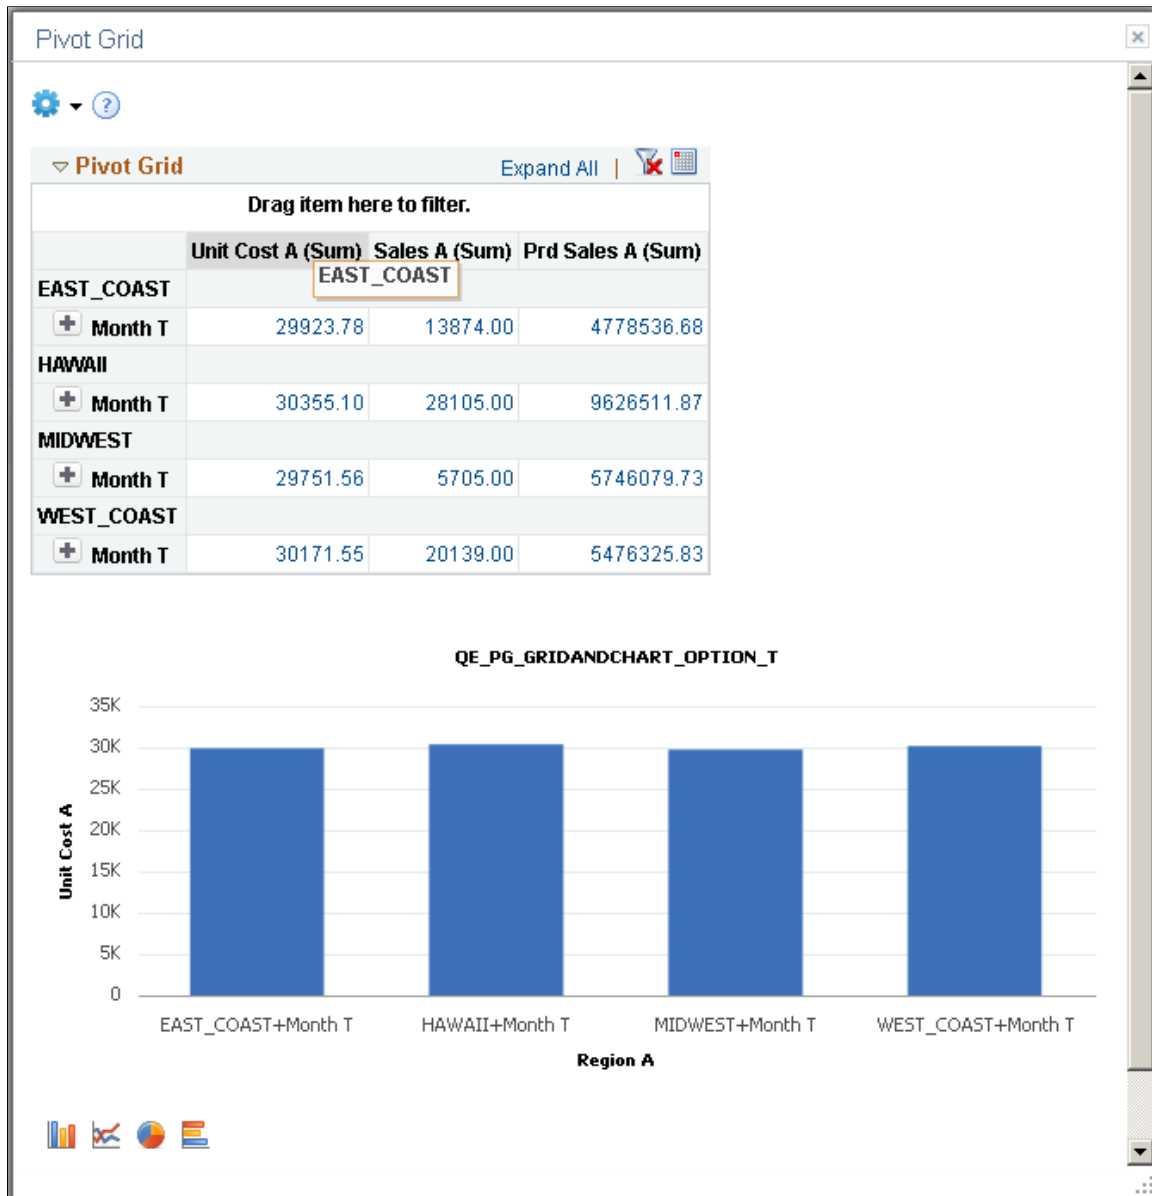 Pivot Grid
?
Pivot Grid Expand All |
Drag item here to filter.
Unit Cost A (Sum) Sales A (Sum) Prd Sales A (Sum)
EAST_COAST
EAST_COAST
Month T 29923.78 13874.00 4778536.68
HAWAII
Month T 30355.10 28105.00 9626511.87
MIDWEST
Month T 29751.56 5705.00 5746079.73
WEST_COAST
Month T 30171.55 20139.00 5476325.83
QE_PG_GRIDANDCHART_OPTION_T
35K
30K
25K
20K
15K
10K
5K
0
Unit Cost A
EAST_COAST+Month T HAWAII+Month T MIDWEST+Month T WEST_COAST+Month T
Region A